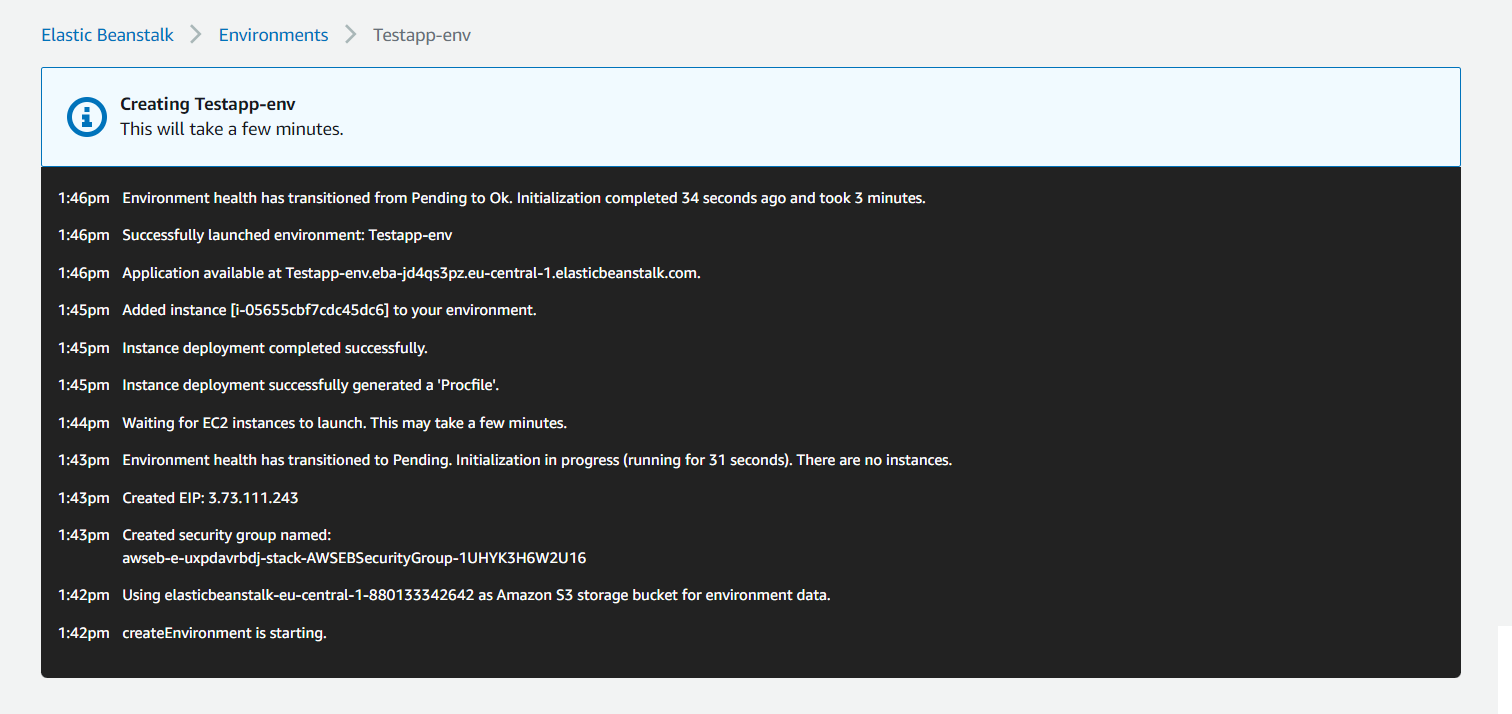 Elastic Beanstalk > Environments > Testapp-env
Creating Testapp-env
This will take a few minutes.
1:46pm Environment health has transitioned from Pending to Ok. Initialization completed 34 seconds ago and took 3 minutes.
1:46pm Successfully launched environment: Testapp-env
1:46pm Application available at Testapp-env.eba-jd4qs3pz.eu-central-1.elasticbeanstalk.com.
1:45pm Added instance [i-05655cbf7cdc45dc6] to your environment.
1:45pm Instance deployment completed successfully.
1:45pm Instance deployment successfully generated a 'Procfile'.
1:44pm Waiting for EC2 instances to launch. This may take a few minutes.
1:43pm Environment health has transitioned to Pending. Initialization in progress (running for 31 seconds). There are no instances.
1:43pm Created EIP: 3.73.111.243
1:43pm Created security group named:
awseb-e-uxpdavrbdj-stack-AWSEBSecurityGroup-1UHYK3H6W2U16
1:42pm Using elasticbeanstalk-eu-central-1-880133342642 as Amazon S3 storage bucket for environment data.
1:42pm createEnvironment is starting.